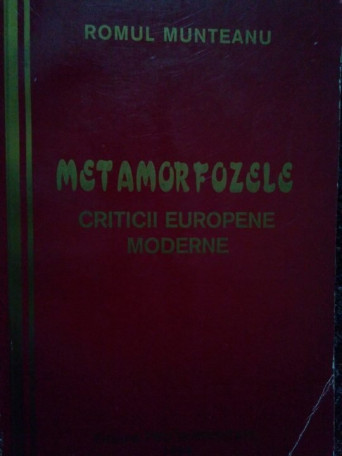 ROMUL MUNTEANU
METAMORFOZELE
CRITICII EUROPENE
MODERNE